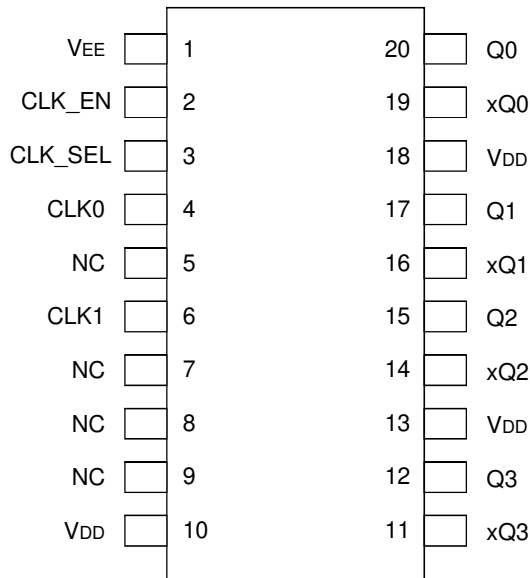 VEE 1 20 Q0
CLK_EN 2 19 xQ0
CLK_SEL 3 18 VDD
CLK0 4 17 Q1
NC 5 16 xQ1
CLK1 6 15 Q2
NC 7 14 xQ2
NC 8 13 VDD
NC 9 12 Q3
VDD 10 11 xQ3